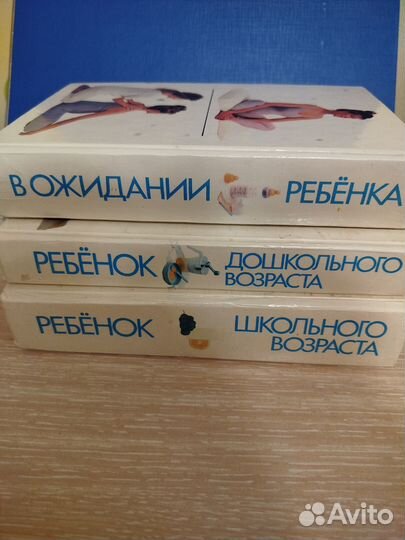 В ОЖИДАНИИ РЕБЁНКА
РЕБЁНОК ДОШКОЛЬНОГО
ВОЗРАСТА
РЕБЁНОК ШКОЛЬНОГО
ВОЗРАСТА
Avito